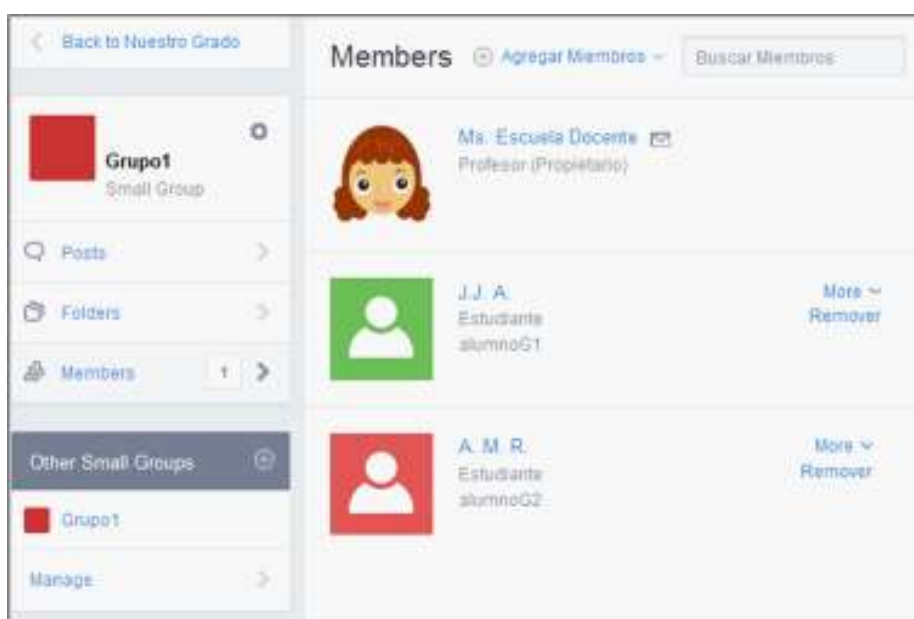 Back to Nuestro Grado
Grupo1
Small Group
Posts
Folders
Members 1
Other Small Groups
Grupo1
Manage
Members Agregar Miembros Buscar Miembros
Ms. Escuela Docente
Profesor (Propietario)
J.J. A. More
Estudiante Remover
alumnoG1
A. M. R. More
Estudiante Remover
alumnoG2